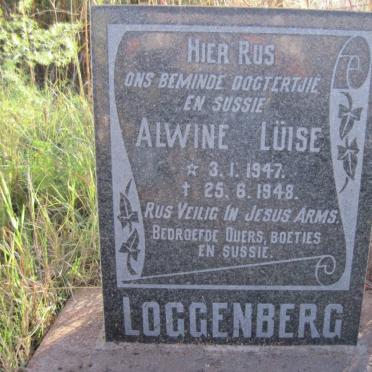 HIER RUS
ONS BEMINDE DOGTERTJIE
EN SUSSIE
ALWINE LÜISE
☆ 3.1.1947.
† 25.6.1948.
RUS VEILIG IN JESUS ARMS.
BEDROEFDE OUERS, BOETIES
EN SUSSIE.
LOGGENBERG